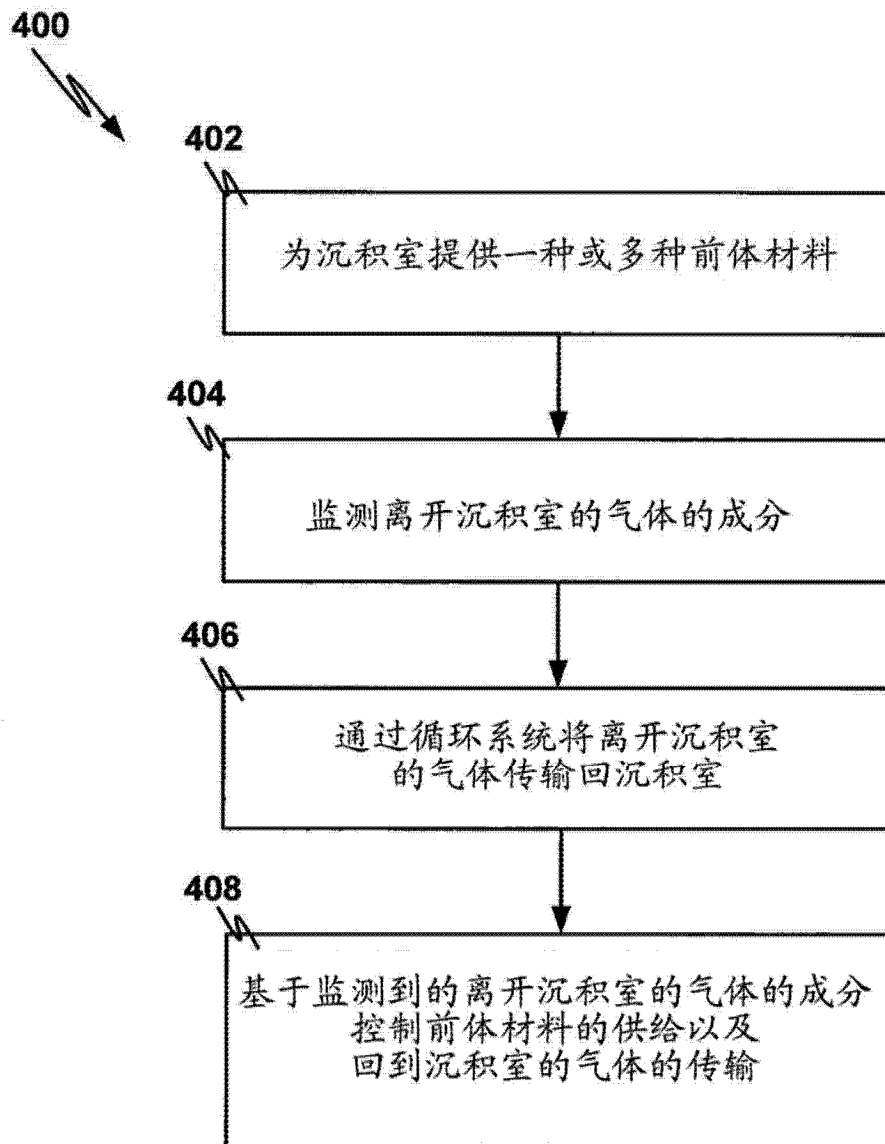 400
402
为沉积室提供一种或多种前体材料
404
监测离开沉积室的气体的成分
406
通过循环系统将离开沉积室
的气体传输回沉积室
408
基于监测到的离开沉积室的气体的成分
控制前体材料的供给以及
回到沉积室的气体的传输